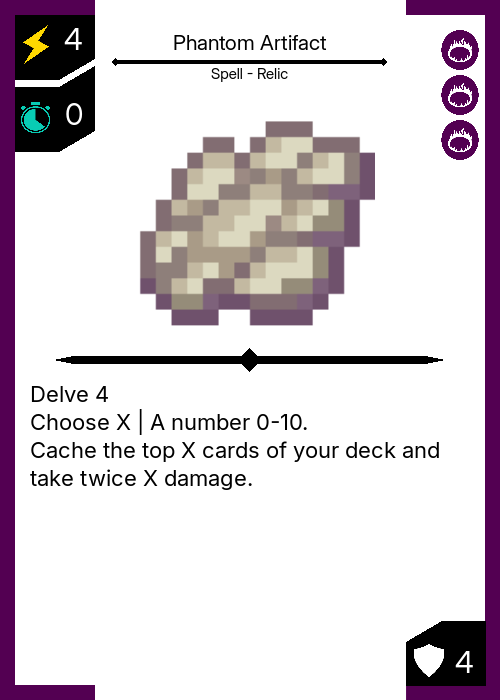 4
Phantom Artifact
Spell - Relic
0
Delve 4
Choose X | A number 0-10.
Cache the top X cards of your deck and
take twice X damage.
4